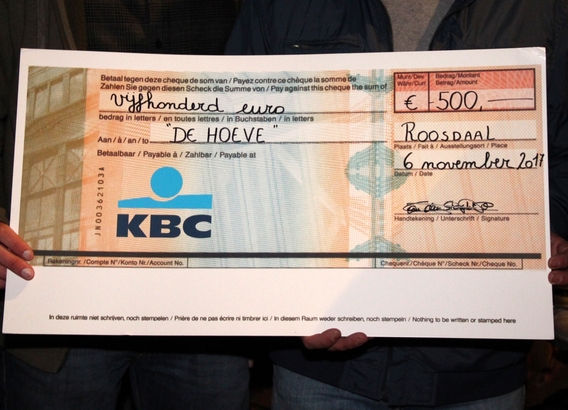 Betaal tegen deze cheque de som van / Payez contre ce chèque la somme de
Zahlen Sie gegen diesen Scheck die Summe von / Pay against this cheque the sum of
Vijfhonderd euro
bedrag in letters / en toutes lettres / in Buchstaben / in letters
Aan / à / an / to "DE HOEVE"
Betaalbaar / Payable à / Zahlbar / Payable at
Munt/Dev. Bedrag/Montant
Währ/Curr. Betrag/Amount
€ 500,—
ROOSDAAL
Plaats / Fait à / Ausstellungsort / Place
6 november 2017
Datum / Date
Handtekening / Unterschrift / Signature
JN003621034
KBC
Rekeningnr. /Compte N°/Konto Nr./Account No.
Chequenr./Chèque N°/Scheck Nr./Cheque No.
In deze ruimte niet schrijven, noch stempelen / Prière de ne pas écrire ni timbrer ici / In diesem Raum weder schreiben, noch stempeln / Nothing to be written or stamped here